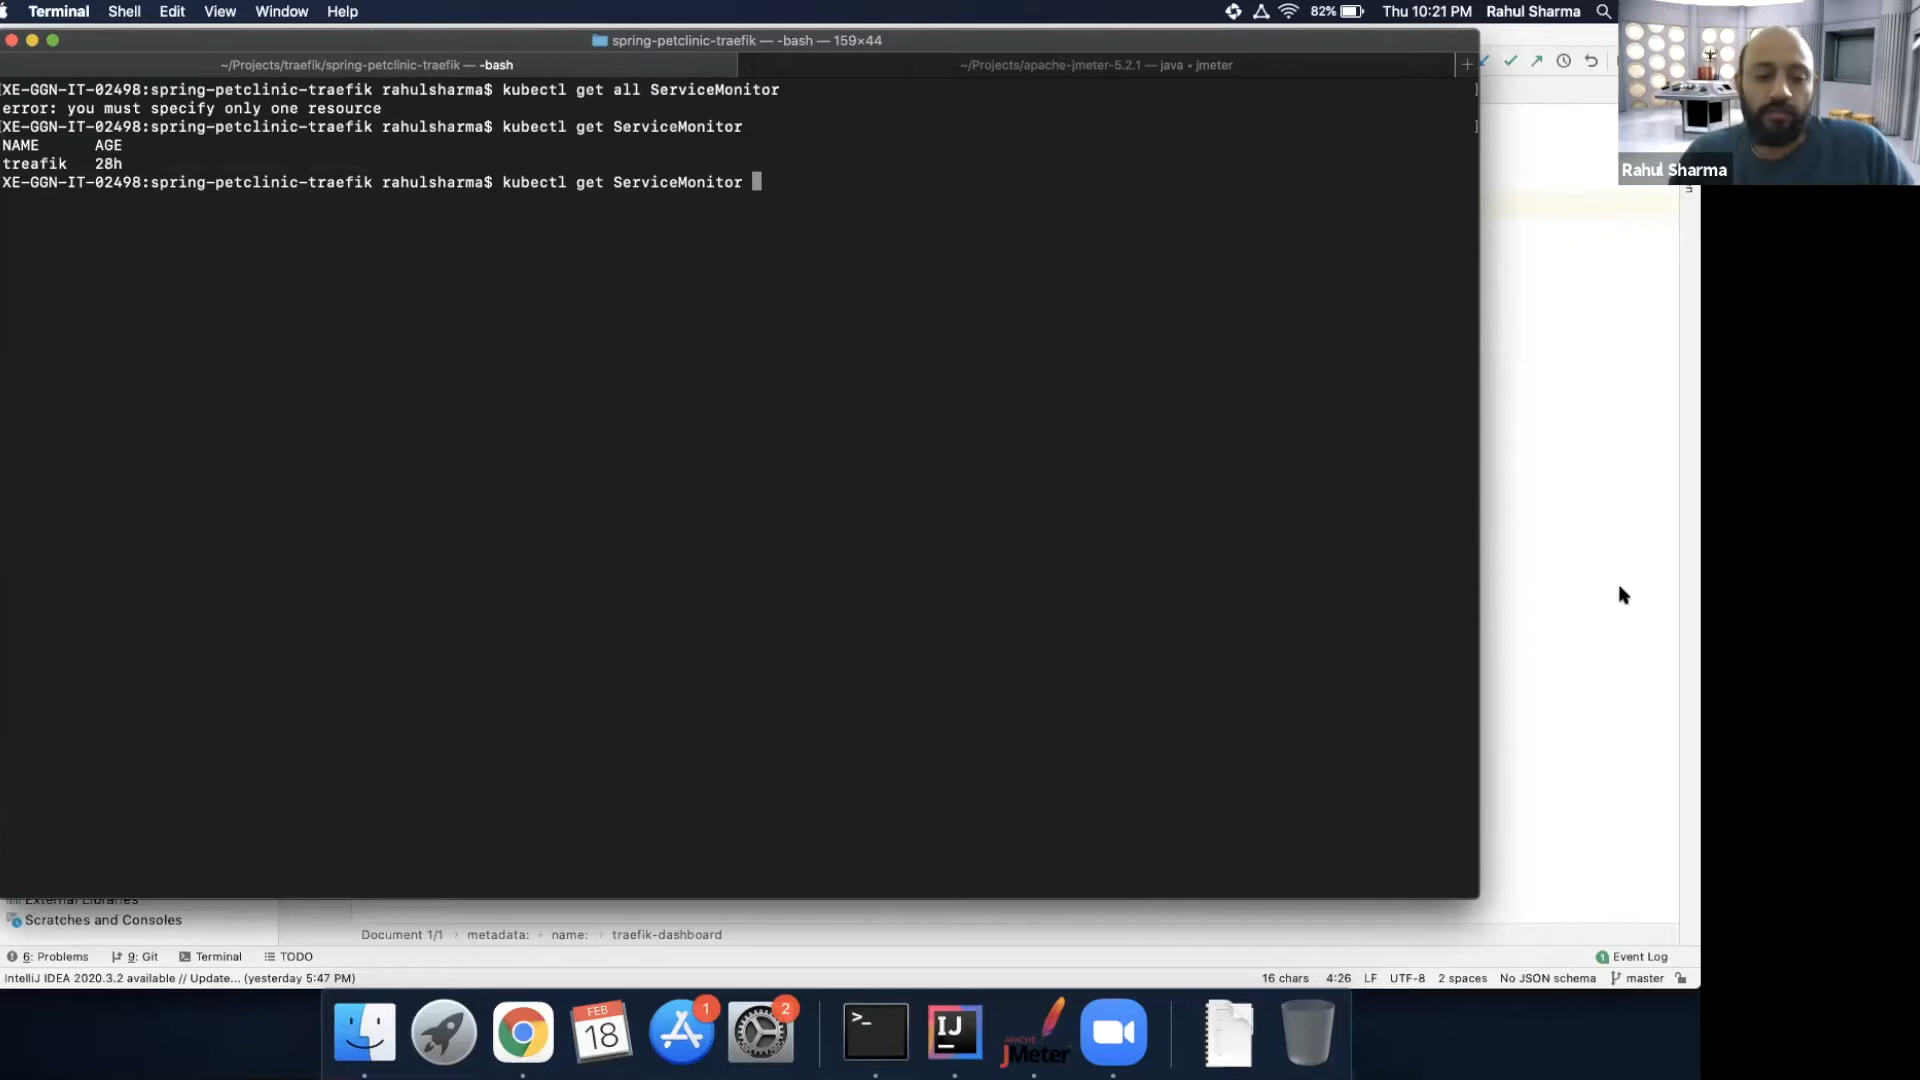 Terminal Shell Edit View Window Help 82% Thu 10:21 PM Rahul Sharma
spring-petclinic-traefik — -bash — 159×44
~/Projects/traefik/spring-petclinic-traefik — -bash
~/Projects/apache-jmeter-5.2.1 — java • jmeter
[XE-GGN-IT-02498:spring-petclinic-traefik rahulsharma$ kubectl get all ServiceMonitor ]
error: you must specify only one resource
[XE-GGN-IT-02498:spring-petclinic-traefik rahulsharma$ kubectl get ServiceMonitor ]
NAME AGE
treafik 28h
XE-GGN-IT-02498:spring-petclinic-traefik rahulsharma$ kubectl get ServiceMonitor
Rahul Sharma
External Libraries
Scratches and Consoles
Document 1/1 › metadata: › name: › traefik-dashboard
6: Problems 9: Git Terminal TODO 1 Event Log
IntelliJ IDEA 2020.3.2 available // Update... (yesterday 5:47 PM) 16 chars 4:26 LF UTF-8 2 spaces No JSON schema master
FEB
18
1
2
>_
IJ
APACHE
JMeter